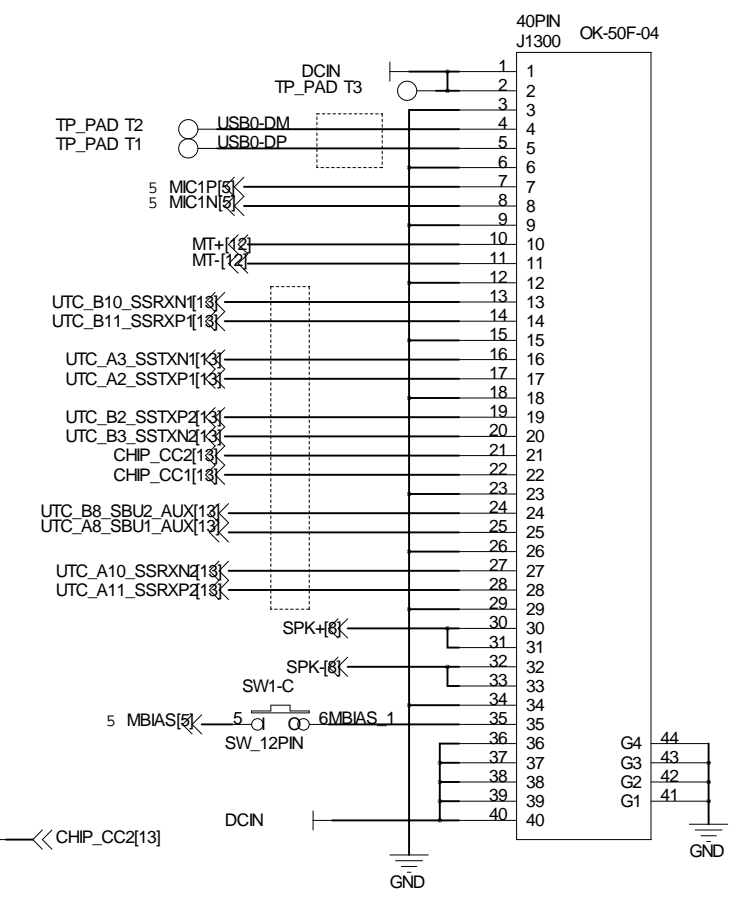 40PIN
J1300 OK-50F-04
DCIN 1 1
TP_PAD T3 2 2
3 3
TP_PAD T2 USB0-DM 4 4
TP_PAD T1 USB0-DP 5 5
6 6
5 MIC1P[5] 7 7
5 MIC1N[5] 8 8
9 9
MT+[12] 10 10
MT-[12] 11 11
12 12
UTC_B10_SSRXN1[13] 13 13
UTC_B11_SSRXP1[13] 14 14
15 15
UTC_A3_SSTXN1[13] 16 16
UTC_A2_SSTXP1[13] 17 17
18 18
UTC_B2_SSTXP2[13] 19 19
UTC_B3_SSTXN2[13] 20 20
CHIP_CC2[13] 21 21
CHIP_CC1[13] 22 22
23 23
UTC_B8_SBU2_AUX[13] 24 24
UTC_A8_SBU1_AUX[13] 25 25
26 26
UTC_A10_SSRXN2[13] 27 27
UTC_A11_SSRXP2[13] 28 28
29 29
SPK+[8] 30 30
31 31
SPK-[8] 32 32
33 33
SW1-C
34 34
5 MBIAS[5] 5 6 MBIAS_1 35 35
SW_12PIN
36 36 G4 44
37 37 G3 43
38 38 G2 42
39 39 G1 41
DCIN 40 40
CHIP_CC2[13]
GND
GND